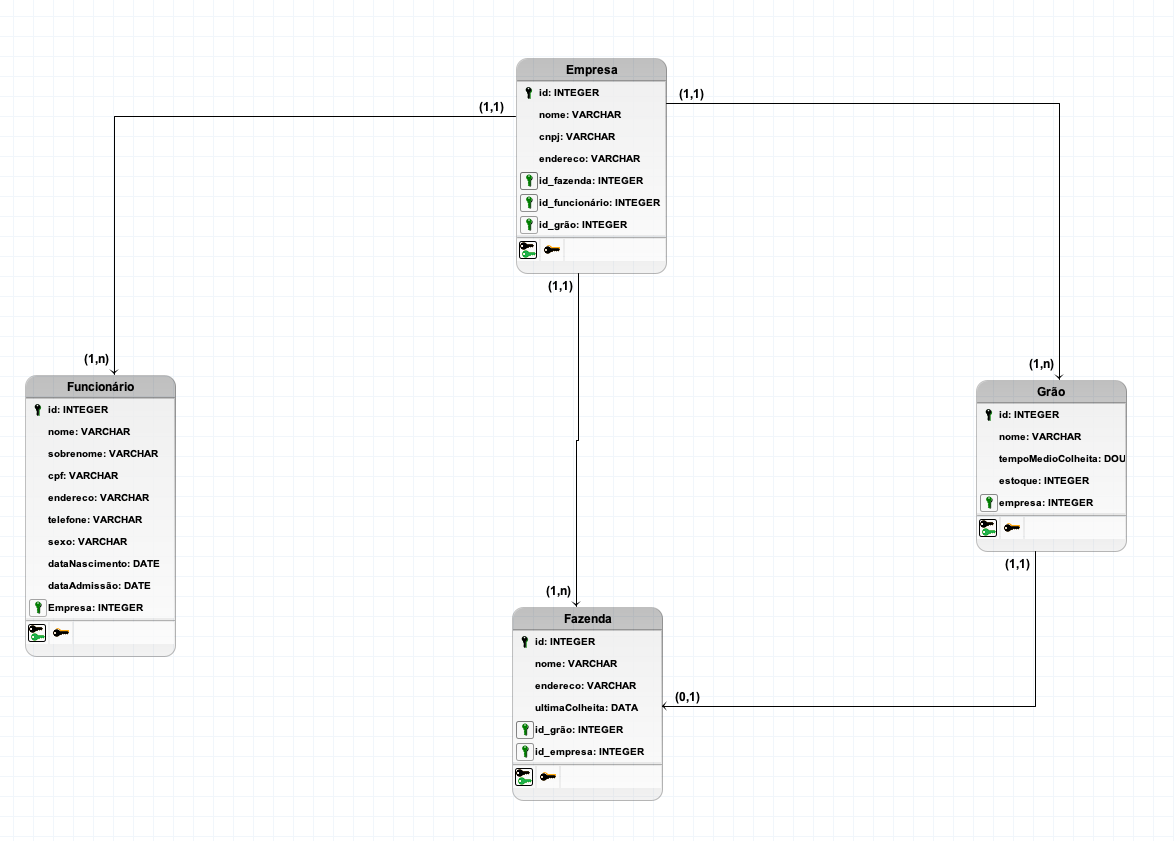 Empresa
id: INTEGER
nome: VARCHAR
cnpj: VARCHAR
endereco: VARCHAR
id_fazenda: INTEGER
id_funcionário: INTEGER
id_grão: INTEGER
(1,1)
(1,1)
(1,1)
(1,n)
Funcionário
id: INTEGER
nome: VARCHAR
sobrenome: VARCHAR
cpf: VARCHAR
endereco: VARCHAR
telefone: VARCHAR
sexo: VARCHAR
dataNascimento: DATE
dataAdmissão: DATE
Empresa: INTEGER
(1,n)
Grão
id: INTEGER
nome: VARCHAR
tempoMedioColheita: DOU
estoque: INTEGER
empresa: INTEGER
(1,1)
(1,n)
Fazenda
id: INTEGER
nome: VARCHAR
endereco: VARCHAR
ultimaColheita: DATA
id_grão: INTEGER
id_empresa: INTEGER
(0,1)